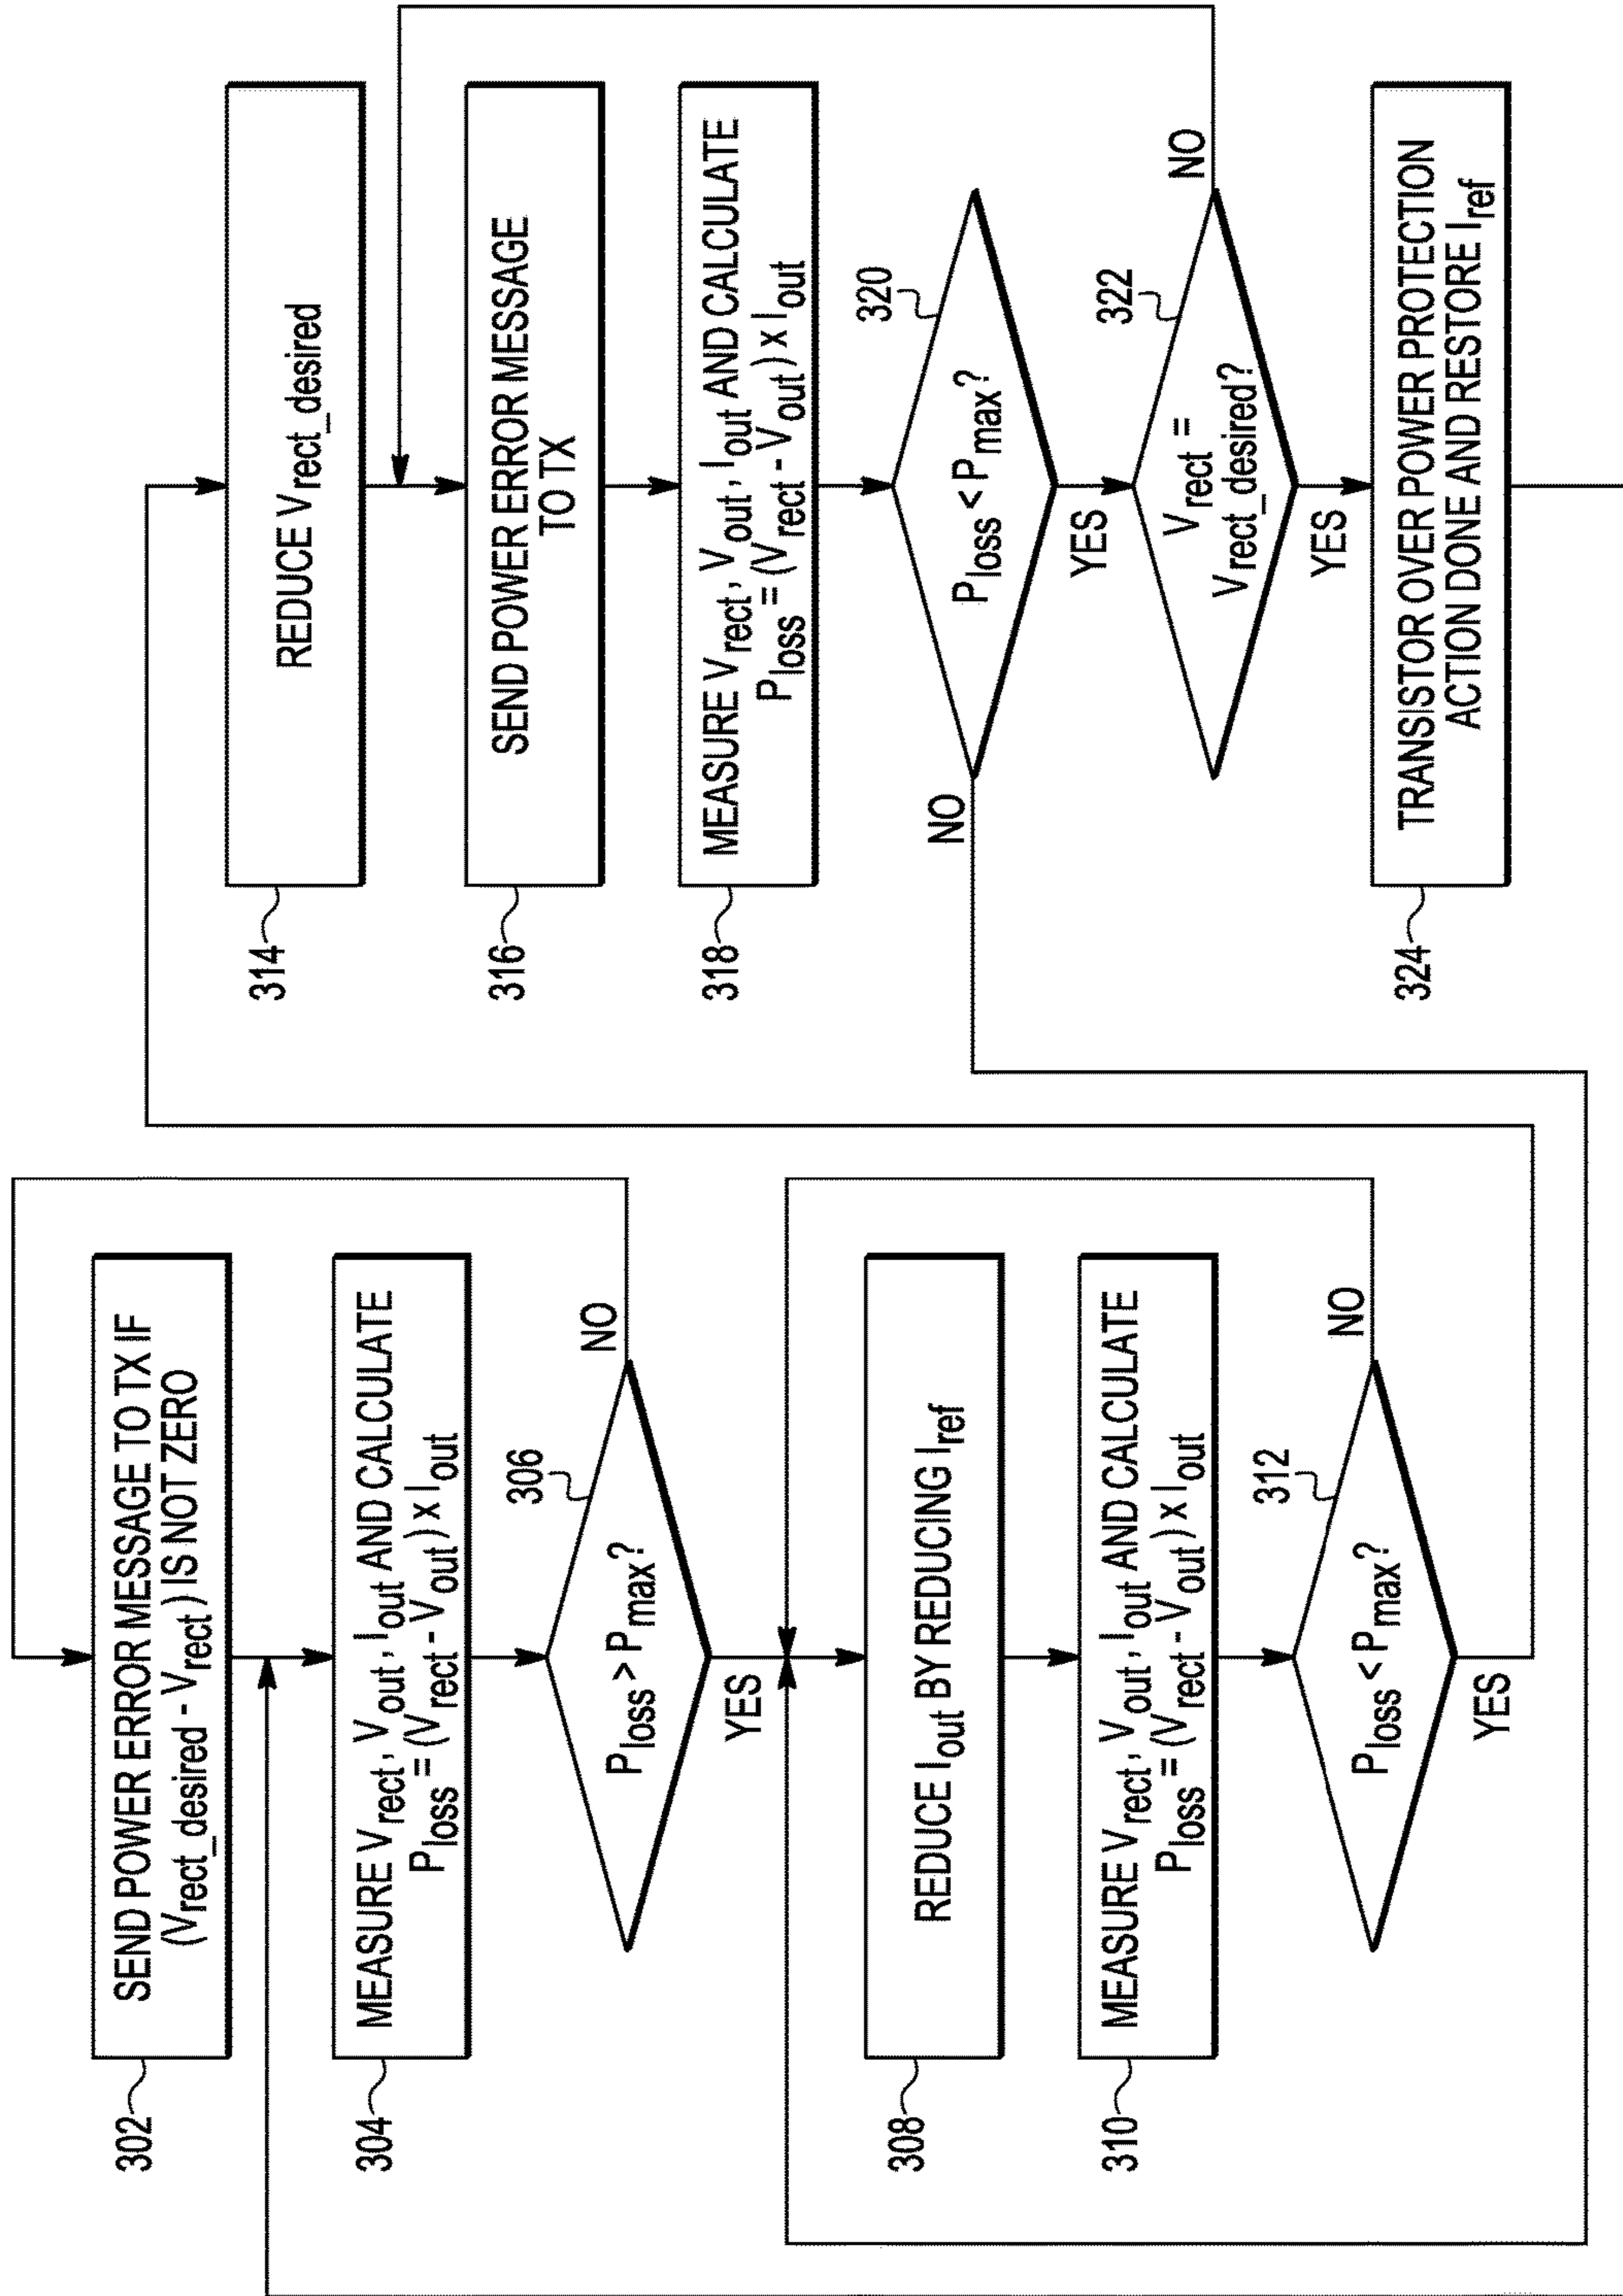 302
SEND POWER ERROR MESSAGE TO TX IF
(Vrect_desired - Vrect) IS NOT ZERO
304
MEASURE Vrect, Vout, Iout AND CALCULATE
Ploss = (Vrect - Vout) x Iout
306
Ploss > Pmax?
NO
YES
308
REDUCE Iout BY REDUCING Iref
310
MEASURE Vrect, Vout, Iout AND CALCULATE
Ploss = (Vrect - Vout) x Iout
312
Ploss < Pmax?
NO
YES
314
REDUCE Vrect_desired
316
SEND POWER ERROR MESSAGE
TO TX
318
MEASURE Vrect, Vout, Iout AND CALCULATE
Ploss = (Vrect - Vout) x Iout
320
Ploss < Pmax?
NO
YES
322
Vrect =
Vrect_desired?
NO
YES
324
TRANSISTOR OVER POWER PROTECTION
ACTION DONE AND RESTORE Iref